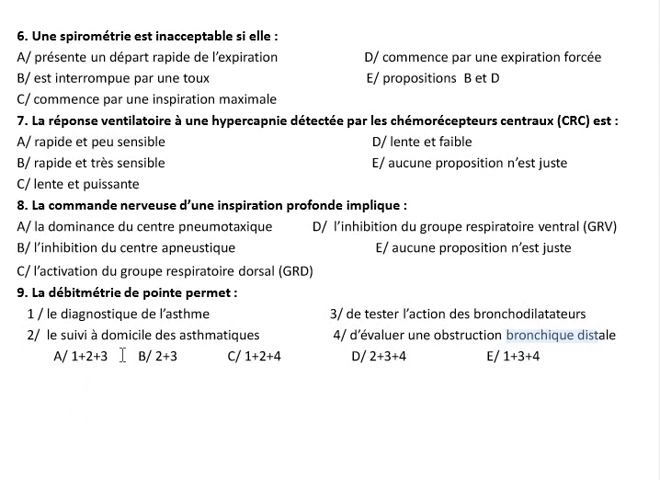 6. Une spirométrie est inacceptable si elle :
A/ présente un départ rapide de l’expiration D/ commence par une expiration forcée
B/ est interrompue par une toux E/ propositions B et D
C/ commence par une inspiration maximale
7. La réponse ventilatoire à une hypercapnie détectée par les chémorécepteurs centraux (CRC) est :
A/ rapide et peu sensible D/ lente et faible
B/ rapide et très sensible E/ aucune proposition n’est juste
C/ lente et puissante
8. La commande nerveuse d’une inspiration profonde implique :
A/ la dominance du centre pneumotaxique D/ l’inhibition du groupe respiratoire ventral (GRV)
B/ l’inhibition du centre apneustique E/ aucune proposition n’est juste
C/ l’activation du groupe respiratoire dorsal (GRD)
9. La débitmétrie de pointe permet :
1 / le diagnostique de l’asthme 3/ de tester l’action des bronchodilatateurs
2/ le suivi à domicile des asthmatiques 4/ d’évaluer une obstruction bronchique distale
A/ 1+2+3 B/ 2+3 C/ 1+2+4 D/ 2+3+4 E/ 1+3+4